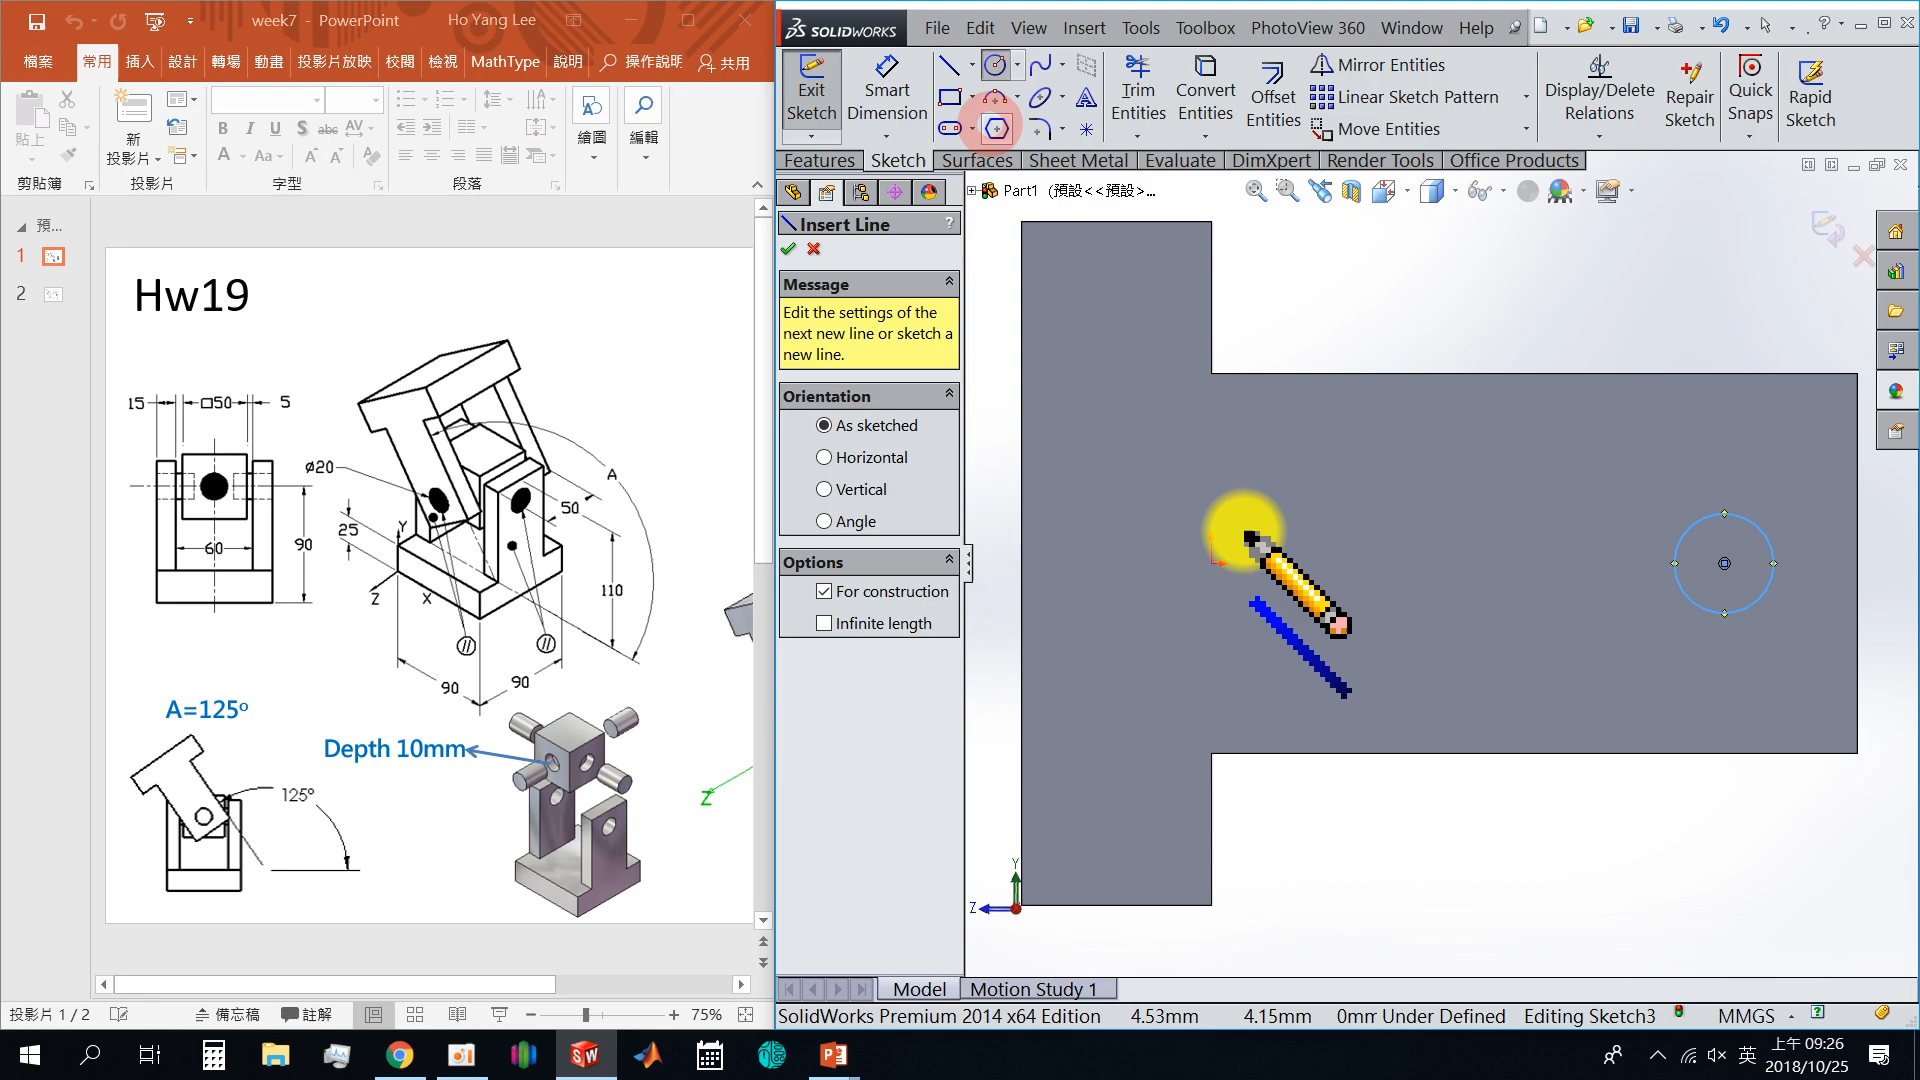 week7 - PowerPoint
Ho Yang Lee
檔案 常用 插入 設計 轉場 動畫 投影片放映 校閱 檢視 MathType 說明 操作說明 共用
貼上
新
投影片
B I U S abc AV
A Aa A A
繪圖
編輯
剪貼簿 投影片 字型 段落
預...
1
2
Hw19
15 □50 5
Ø20
25
60
90
Y
Z
X
A
50
110
90
90
A=125°
Depth 10mm
125°
Z
投影片 1 / 2
備忘稿
註解
75%
SOLIDWORKS
File Edit View Insert Tools Toolbox PhotoView 360 Window Help
Exit
Sketch
Smart
Dimension
Trim
Entities
Convert
Entities
Offset
Entities
Mirror Entities
Linear Sketch Pattern
Move Entities
Display/Delete
Relations
Repair
Sketch
Quick
Snaps
Rapid
Sketch
Features Sketch Surfaces Sheet Metal Evaluate DimXpert Render Tools Office Products
Part1 (預設<<預設>...
Insert Line
?
Message
Edit the settings of the
next new line or sketch a
new line.
Orientation
As sketched
Horizontal
Vertical
Angle
Options
For construction
Infinite length
Y
Z
Model
Motion Study 1
SolidWorks Premium 2014 x64 Edition
4.53mm
4.15mm
0mm Under Defined
Editing Sketch3
MMGS
英
上午 09:26
2018/10/25